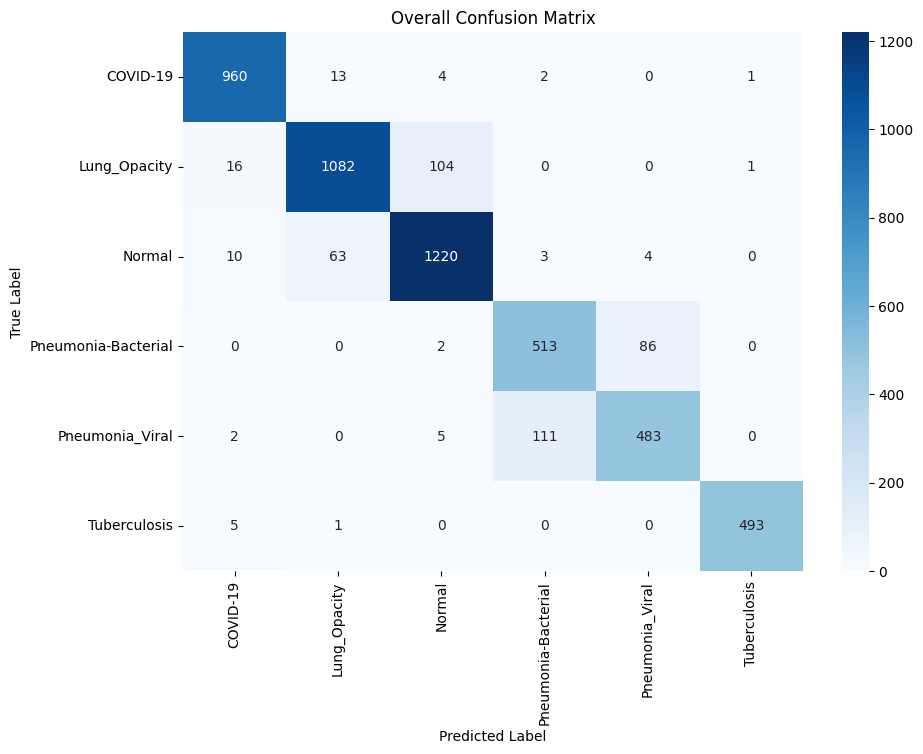 Overall Confusion Matrix
True Label
COVID-19 960 13 4 2 0 1
Lung_Opacity 16 1082 104 0 0 1
Normal 10 63 1220 3 4 0
Pneumonia-Bacterial 0 0 2 513 86 0
Pneumonia_Viral 2 0 5 111 483 0
Tuberculosis 5 1 0 0 0 493
COVID-19
Lung_Opacity
Normal
Pneumonia-Bacterial
Pneumonia_Viral
Tuberculosis
Predicted Label
1200
1000
800
600
400
200
0